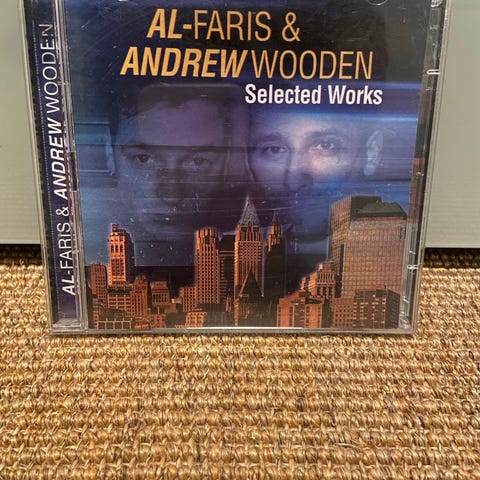 AL-FARIS &
ANDREW WOODEN
Selected Works
AL-FARIS & ANDREW WOODEN